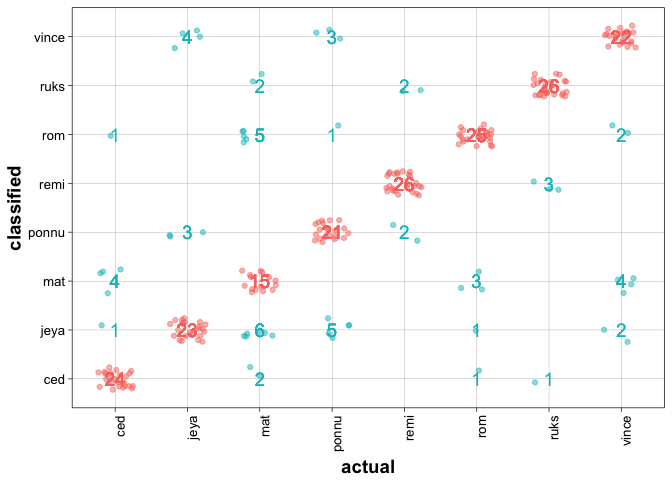 vince 4 3 22
ruks 2 2 26
rom 1 5 1 25 2
remi 26 3
ponnu 3 21 2
mat 4 15 3 4
jeya 1 23 6 5 1 2
ced 24 2 1 1
ced jeya mat ponnu remi rom ruks vince
actual
classified